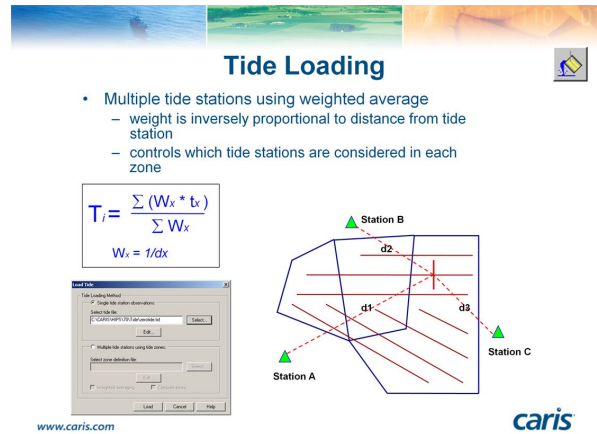 Tide Loading
• Multiple tide stations using weighted average
– weight is inversely proportional to distance from tide
station
– controls which tide stations are considered in each
zone
Ti = ∑ (Wx * tx) / ∑ Wx
Wx = 1/dx
Load Tide
Tide Loading Method
Single tide station observations:
Select tide file:
Select...
Edit...
Multiple tide stations using tide zones:
Select zone definition file:
Select...
Edit...
Load Cancel Help
Station B
d2
d1
d3
Station C
Station A
www.caris.com
caris